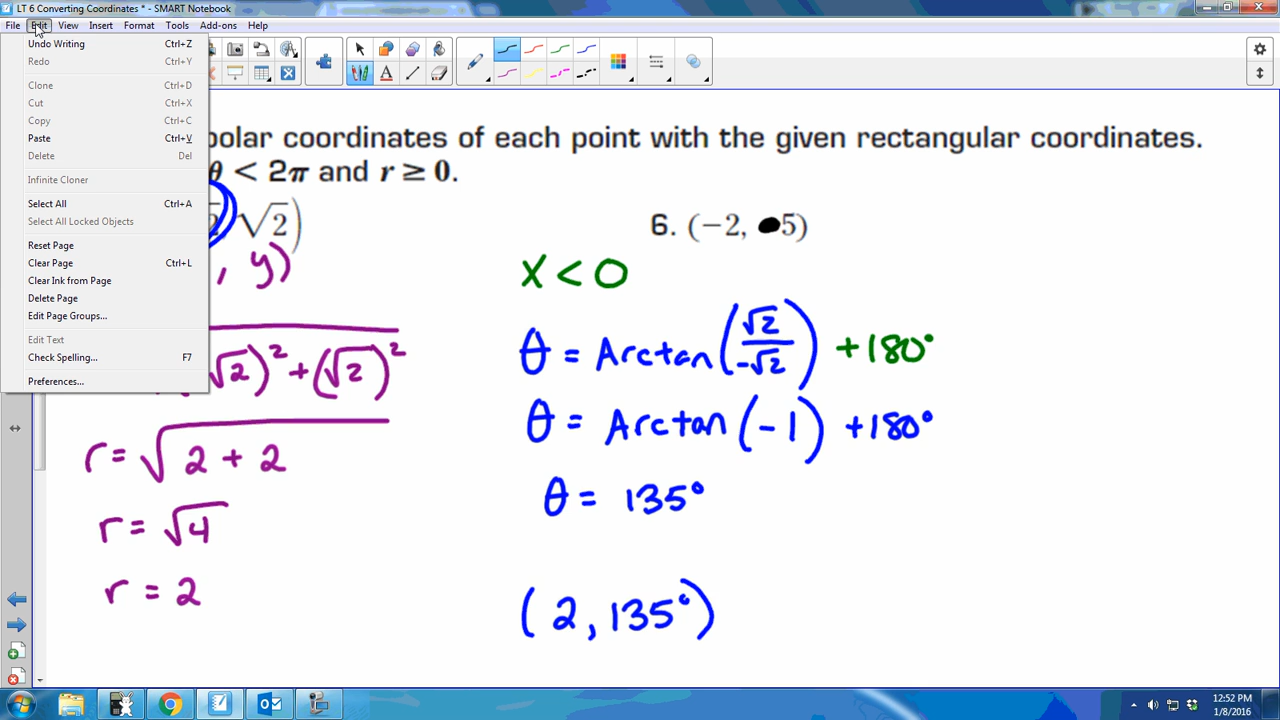 LT 6 Converting Coordinates * - SMART Notebook
File Edit View Insert Format Tools Add-ons Help
Undo Writing Ctrl+Z
Redo Ctrl+Y
Clone Ctrl+D
Cut Ctrl+X
Copy Ctrl+C
Paste Ctrl+V
Delete Del
Infinite Cloner
Select All Ctrl+A
Select All Locked Objects
Reset Page
Clear Page Ctrl+L
Clear Ink from Page
Delete Page
Edit Page Groups...
Edit Text
Check Spelling... F7
Preferences...
polar coordinates of each point with the given rectangular coordinates.
θ < 2π and r ≥ 0.
√2)
, y)
√2)² + (√2)²
r = √2 + 2
r = √4
r = 2
6. (−2, 5)
x < 0
θ = Arctan (√2/-√2) +180°
θ = Arctan (-1) +180°
θ = 135°
(2, 135°)
12:52 PM
1/8/2016